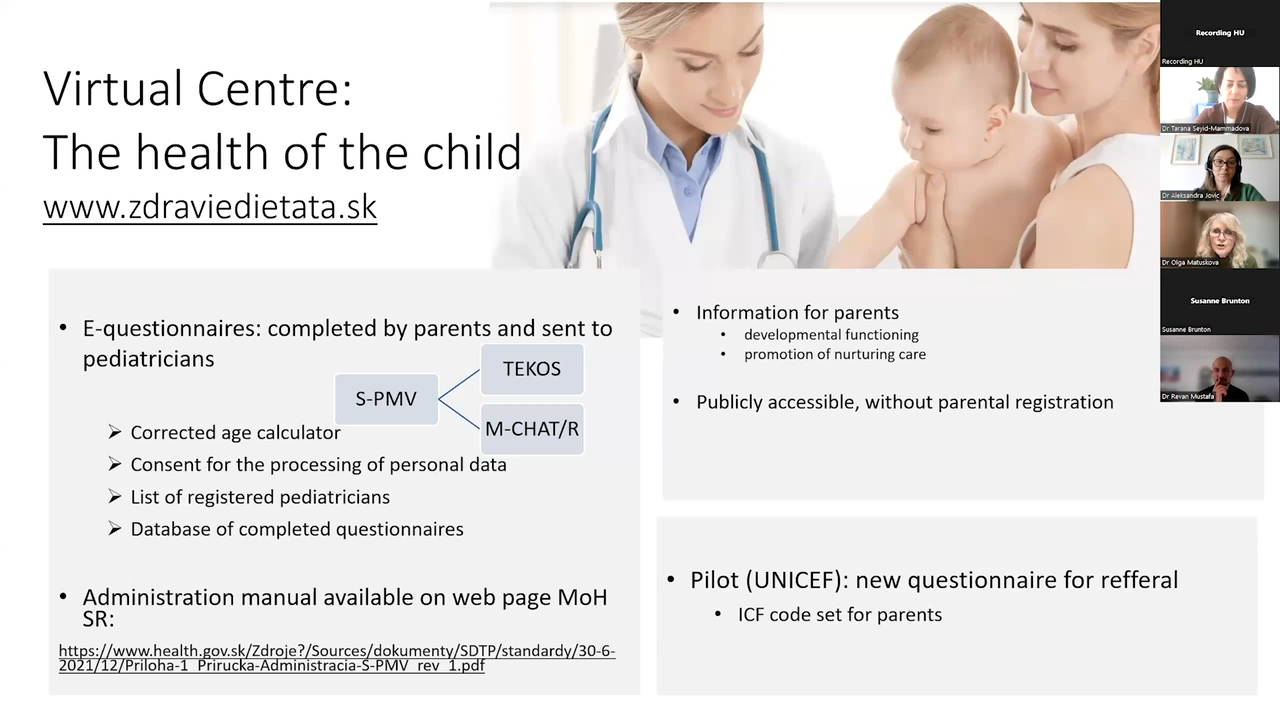 Virtual Centre:
The health of the child
www.zdraviedietata.sk
• E-questionnaires: completed by parents and sent to
pediatricians
S-PMV
TEKOS
M-CHAT/R
➢ Corrected age calculator
➢ Consent for the processing of personal data
➢ List of registered pediatricians
➢ Database of completed questionnaires
• Administration manual available on web page MoH
SR:
https://www.health.gov.sk/Zdroje?/Sources/dokumenty/SDTP/standardy/30-6-
2021/12/Priloha-1_Prirucka-Administracia-S-PMV_rev_1.pdf
• Information for parents
• developmental functioning
• promotion of nurturing care
• Publicly accessible, without parental registration
• Pilot (UNICEF): new questionnaire for refferal
• ICF code set for parents
Recording HU
Recording HU
Dr Tarana Seyid-Mammadova
Dr Aleksandra Jovic
Dr Olga Matuskova
Susanne Brunton
Susanne Brunton
Dr Revan Mustafa